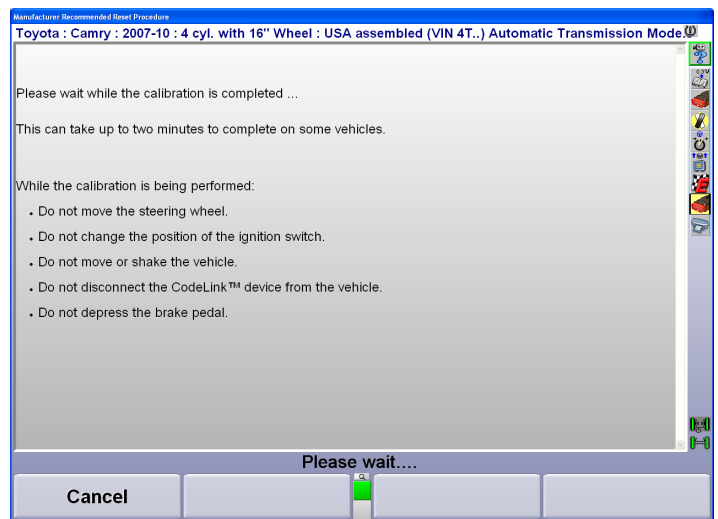 Manufacturer Recommended Reset Procedure
Toyota : Camry : 2007-10 : 4 cyl. with 16" Wheel : USA assembled (VIN 4T..) Automatic Transmission Mode.
Please wait while the calibration is completed ...
This can take up to two minutes to complete on some vehicles.
While the calibration is being performed:
• Do not move the steering wheel.
• Do not change the position of the ignition switch.
• Do not move or shake the vehicle.
• Do not disconnect the CodeLink™ device from the vehicle.
• Do not depress the brake pedal.
Please wait....
Cancel